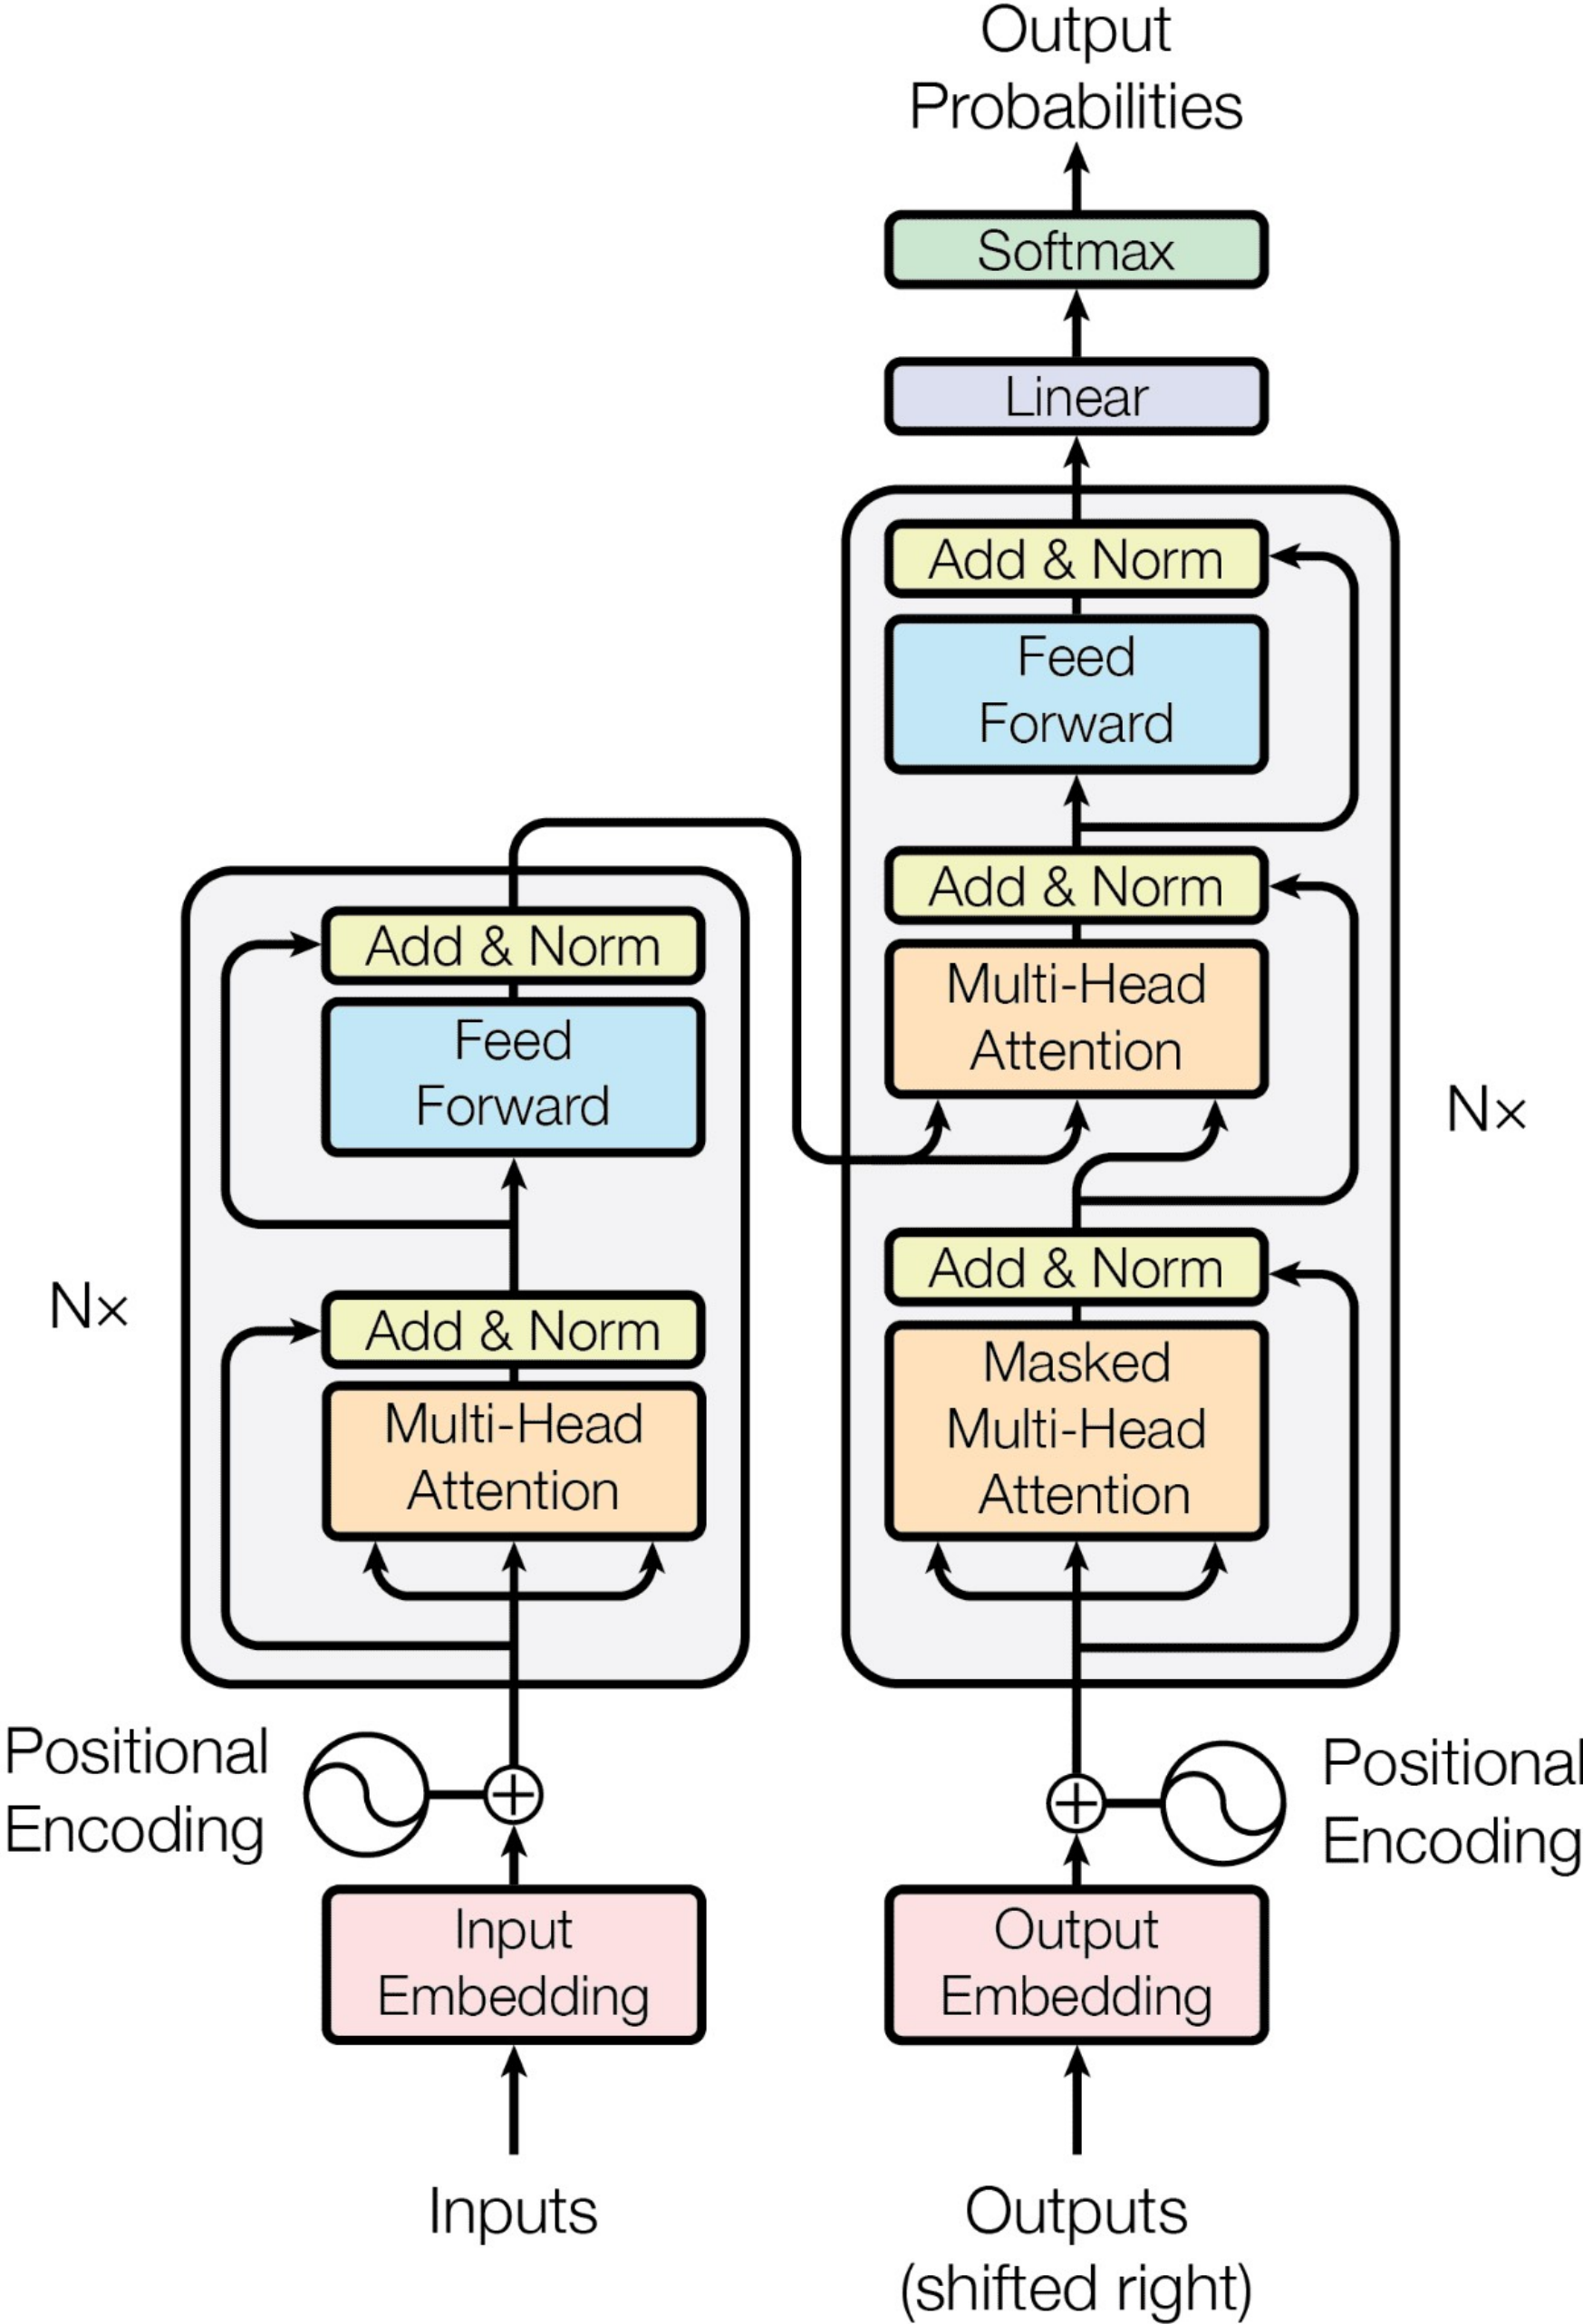 Output
Probabilities
Softmax
Linear
Add & Norm
Feed
Forward
Add & Norm
Multi-Head
Attention
Add & Norm
Masked
Multi-Head
Attention
Nx
Add & Norm
Feed
Forward
Add & Norm
Multi-Head
Attention
Nx
Positional
Encoding
Positional
Encoding
Input
Embedding
Output
Embedding
Inputs
Outputs
(shifted right)